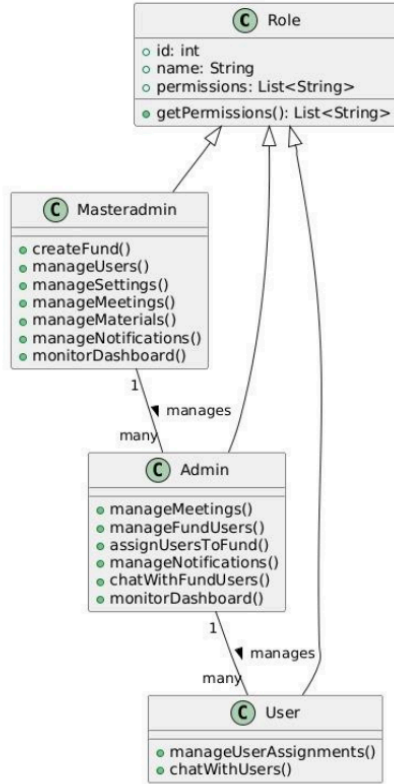 C Role
id: int
name: String
permissions: List<String>
getPermissions(): List<String>
C Masteradmin
createFund()
manageUsers()
manageSettings()
manageMeetings()
manageMaterials()
manageNotifications()
monitorDashboard()
1
manages
many
C Admin
manageMeetings()
manageFundUsers()
assignUsersToFund()
manageNotifications()
chatWithFundUsers()
monitorDashboard()
1
manages
many
C User
manageUserAssignments()
chatWithUsers()